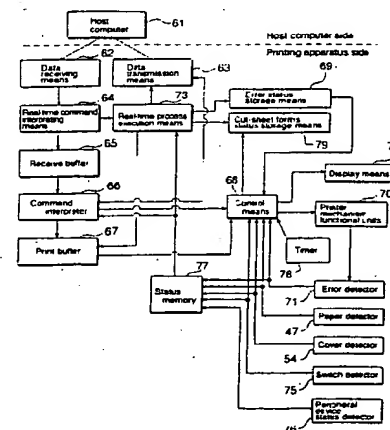 Host
computer
61
Host computer side
Printing apparatus side
62
63
69
Data
receiving means
Data
transmission means
64
73
Error status
storage means
Real-time command
interpreting
means
Real-time process
execution means
Cut-sheet forms
status storage means
65
79
Receive buffer
66
68
Display means
Command
interpreter
Control
means
70
Printer
mechanism
functional units
67
Print buffer
Timer
77
78
Status
memory
Error detector
71
Paper detector
47
Cover detector
54
Switch detector
75
Peripheral
device
status detector